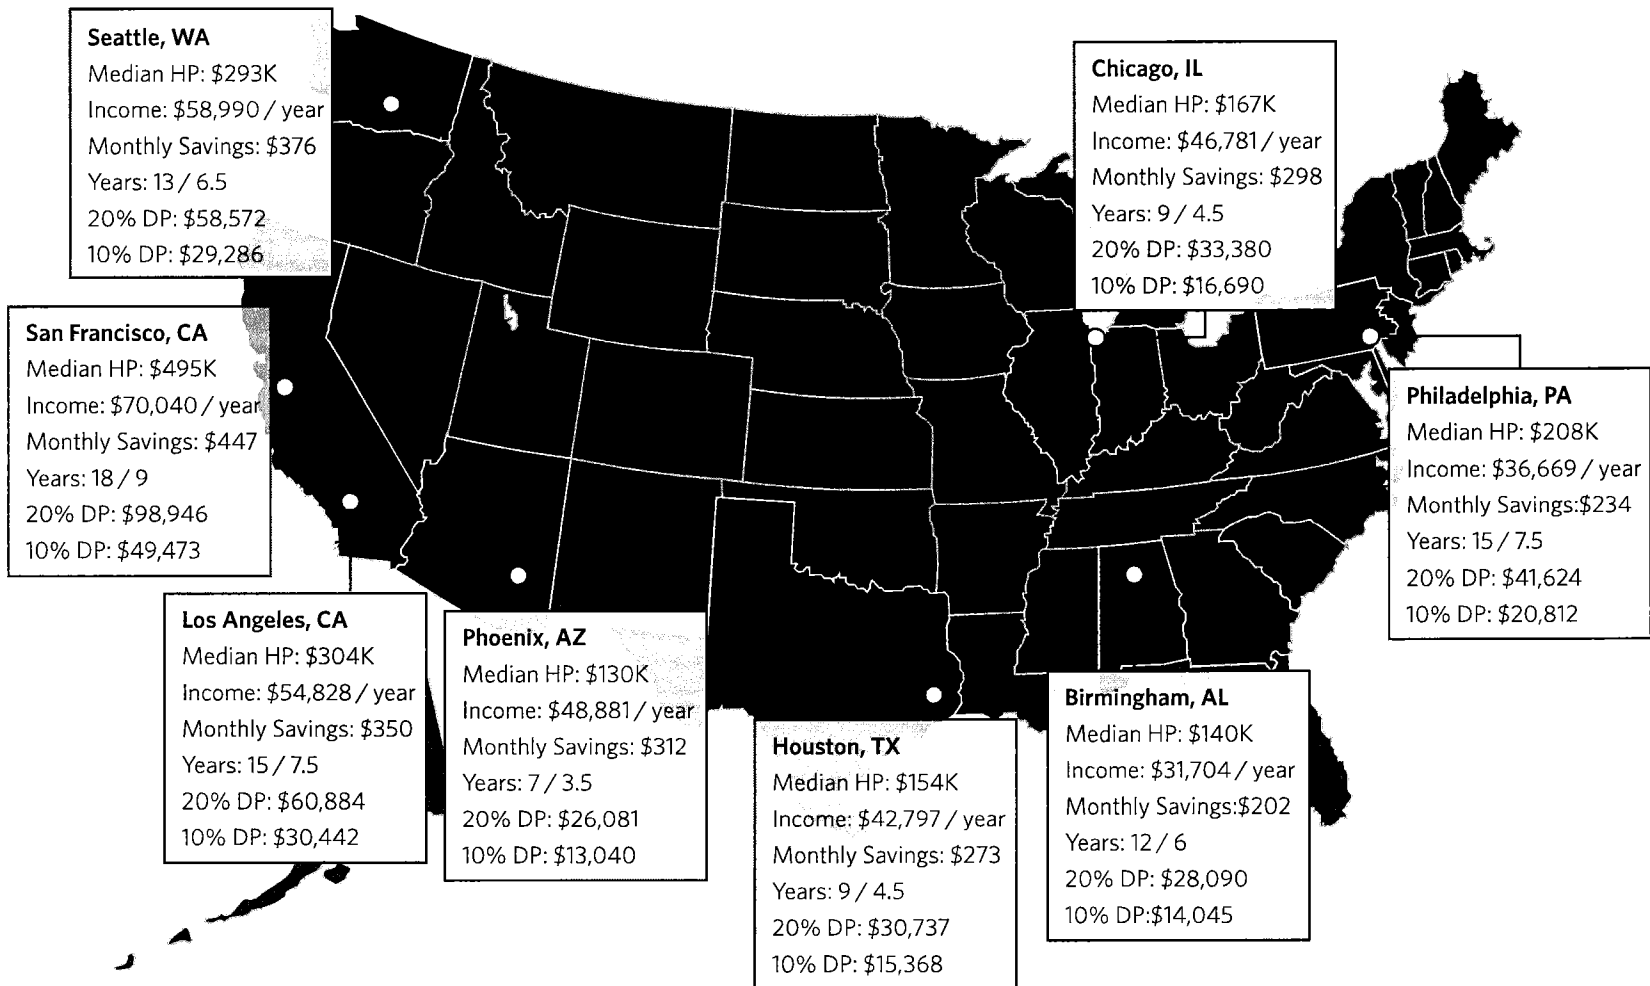 Seattle, WA
Median HP: $293K
Income: $58,990 / year
Monthly Savings: $376
Years: 13 / 6.5
20% DP: $58,572
10% DP: $29,286
Chicago, IL
Median HP: $167K
Income: $46,781 / year
Monthly Savings: $298
Years: 9 / 4.5
20% DP: $33,380
10% DP: $16,690
San Francisco, CA
Median HP: $495K
Income: $70,040 / year
Monthly Savings: $447
Years: 18 / 9
20% DP: $98,946
10% DP: $49,473
Philadelphia, PA
Median HP: $208K
Income: $36,669 / year
Monthly Savings:$234
Years: 15 / 7.5
20% DP: $41,624
10% DP: $20,812
Los Angeles, CA
Median HP: $304K
Income: $54,828 / year
Monthly Savings: $350
Years: 15 / 7.5
20% DP: $60,884
10% DP: $30,442
Phoenix, AZ
Median HP: $130K
Income: $48,881 / year
Monthly Savings: $312
Years: 7 / 3.5
20% DP: $26,081
10% DP: $13,040
Houston, TX
Median HP: $154K
Income: $42,797 / year
Monthly Savings: $273
Years: 9 / 4.5
20% DP: $30,737
10% DP: $15,368
Birmingham, AL
Median HP: $140K
Income: $31,704 / year
Monthly Savings:$202
Years: 12 / 6
20% DP: $28,090
10% DP:$14,045